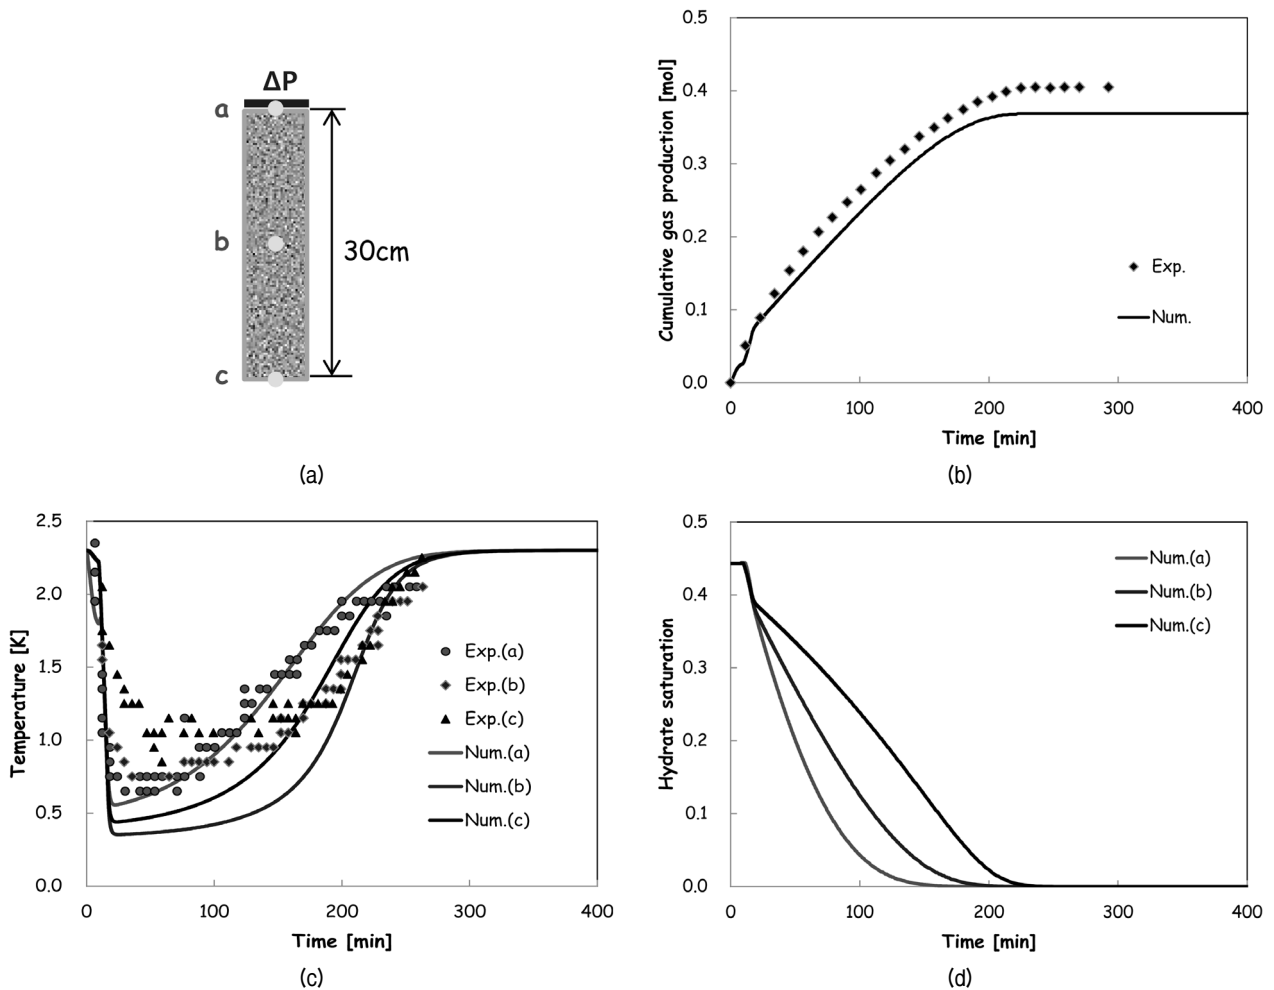 ΔP
a
b
c
30cm
(a)
Cumulative gas production [mol]
0.5
0.4
0.3
0.2
0.1
0.0
0
100
200
300
400
Exp.
Num.
Time [min]
(b)
Temperature [K]
2.5
2.0
1.5
1.0
0.5
0.0
0
100
200
300
400
Exp.(a)
Exp.(b)
Exp.(c)
Num.(a)
Num.(b)
Num.(c)
Time [min]
(c)
Hydrate saturation
0.5
0.4
0.3
0.2
0.1
0.0
0
100
200
300
400
Num.(a)
Num.(b)
Num.(c)
Time [min]
(d)